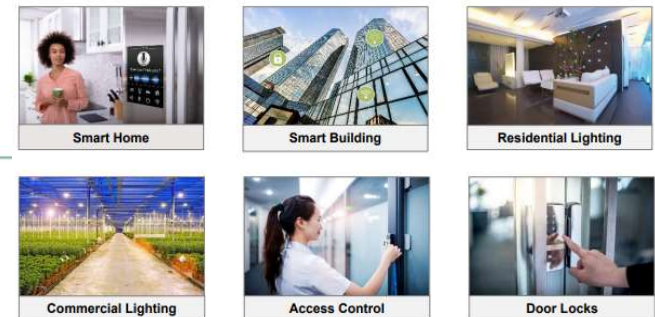 Smart Home
Smart Building
Residential Lighting
Commercial Lighting
Access Control
Door Locks